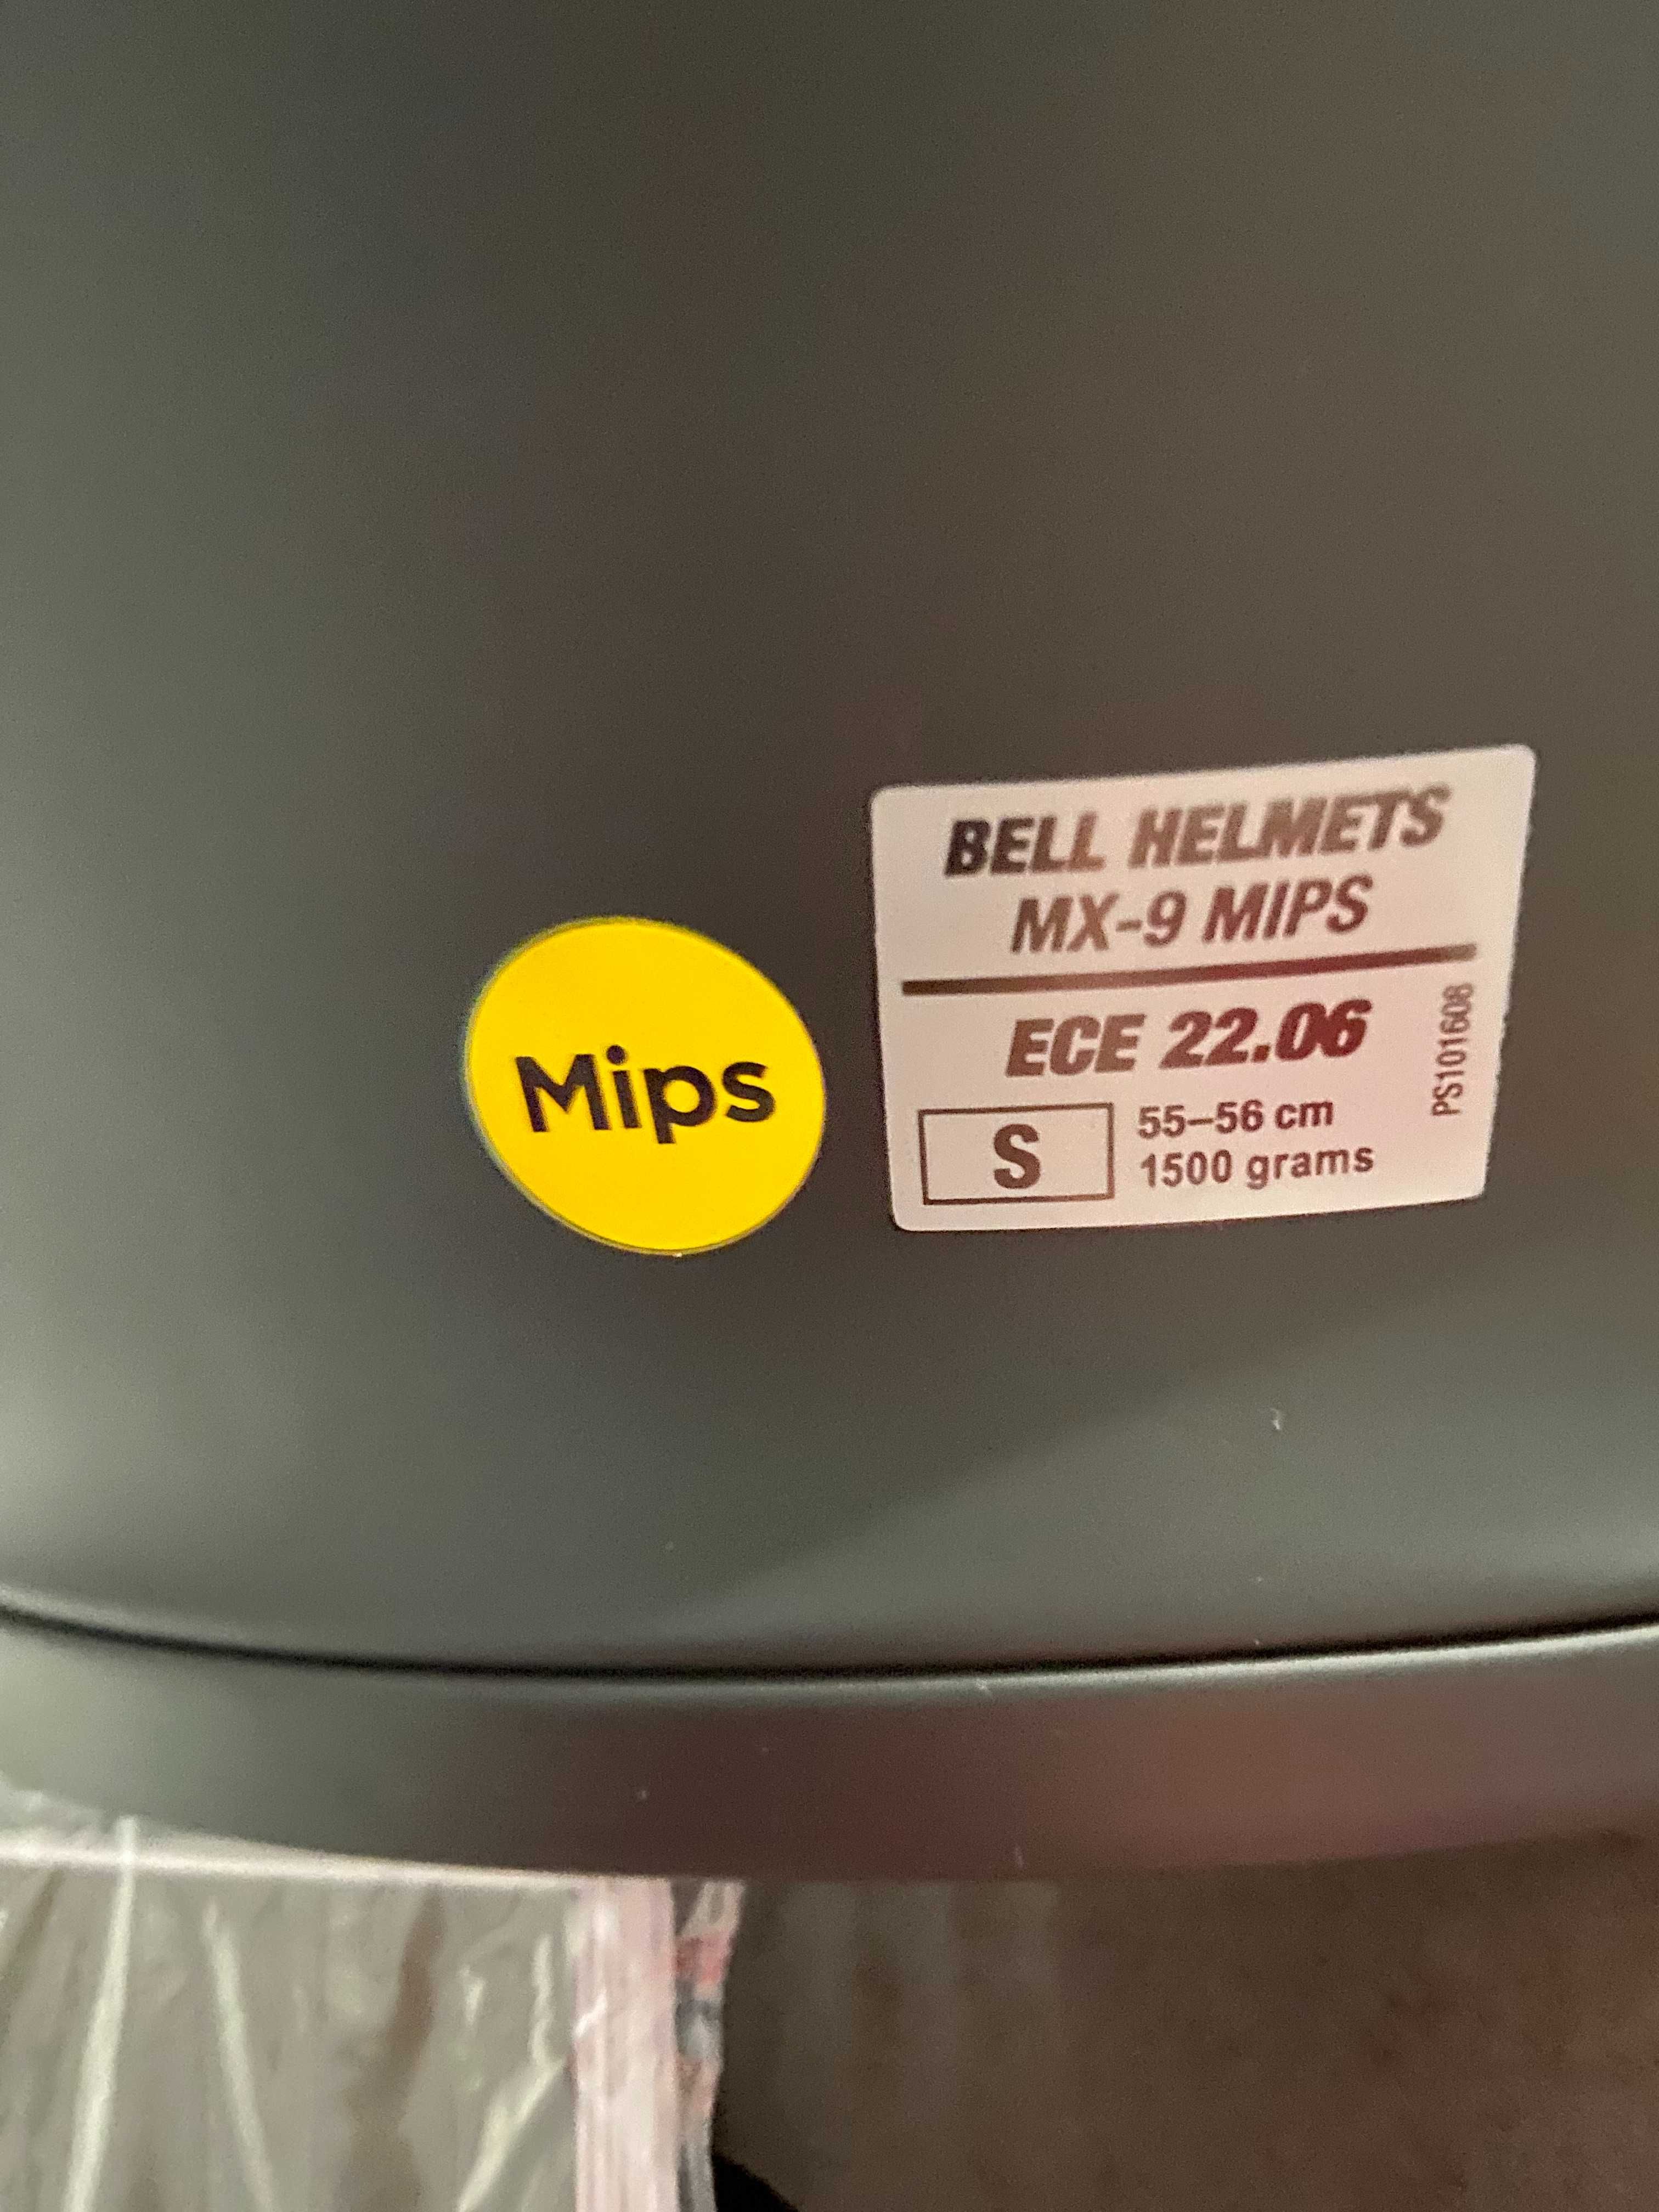 Mips
BELL HELMETS
MX-9 MIPS
ECE 22.06
S
55–56 cm
1500 grams
PS101608